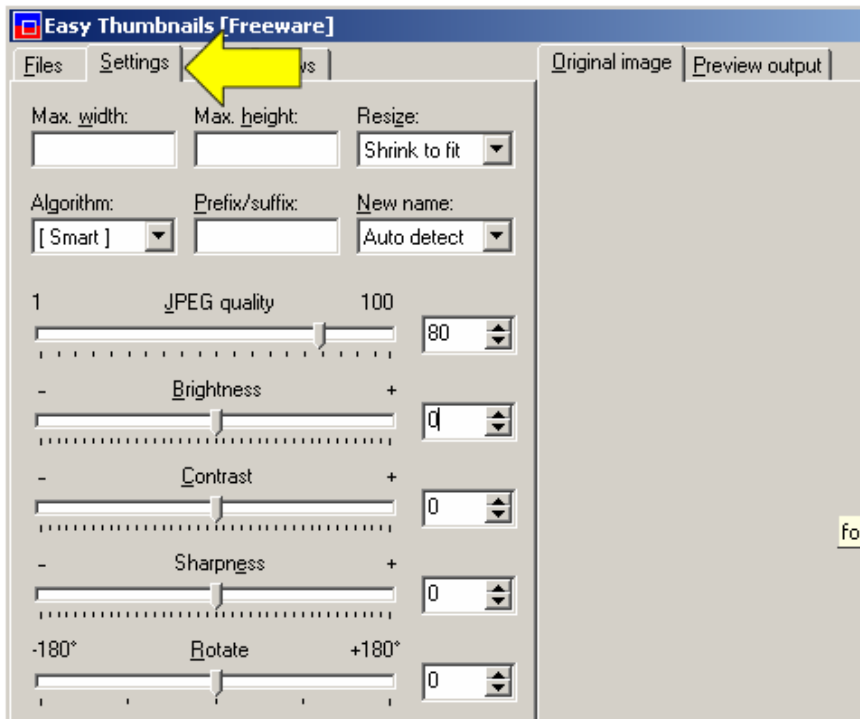 Easy Thumbnails [Freeware]
Files Settings Original image Preview output
Max. width: Max. height: Resize:
Shrink to fit
Algorithm: Prefix/suffix: New name:
[ Smart ] Auto detect
1 JPEG quality 100
80
- Brightness +
0
- Contrast +
0
- Sharpness +
0
-180° Rotate +180°
0